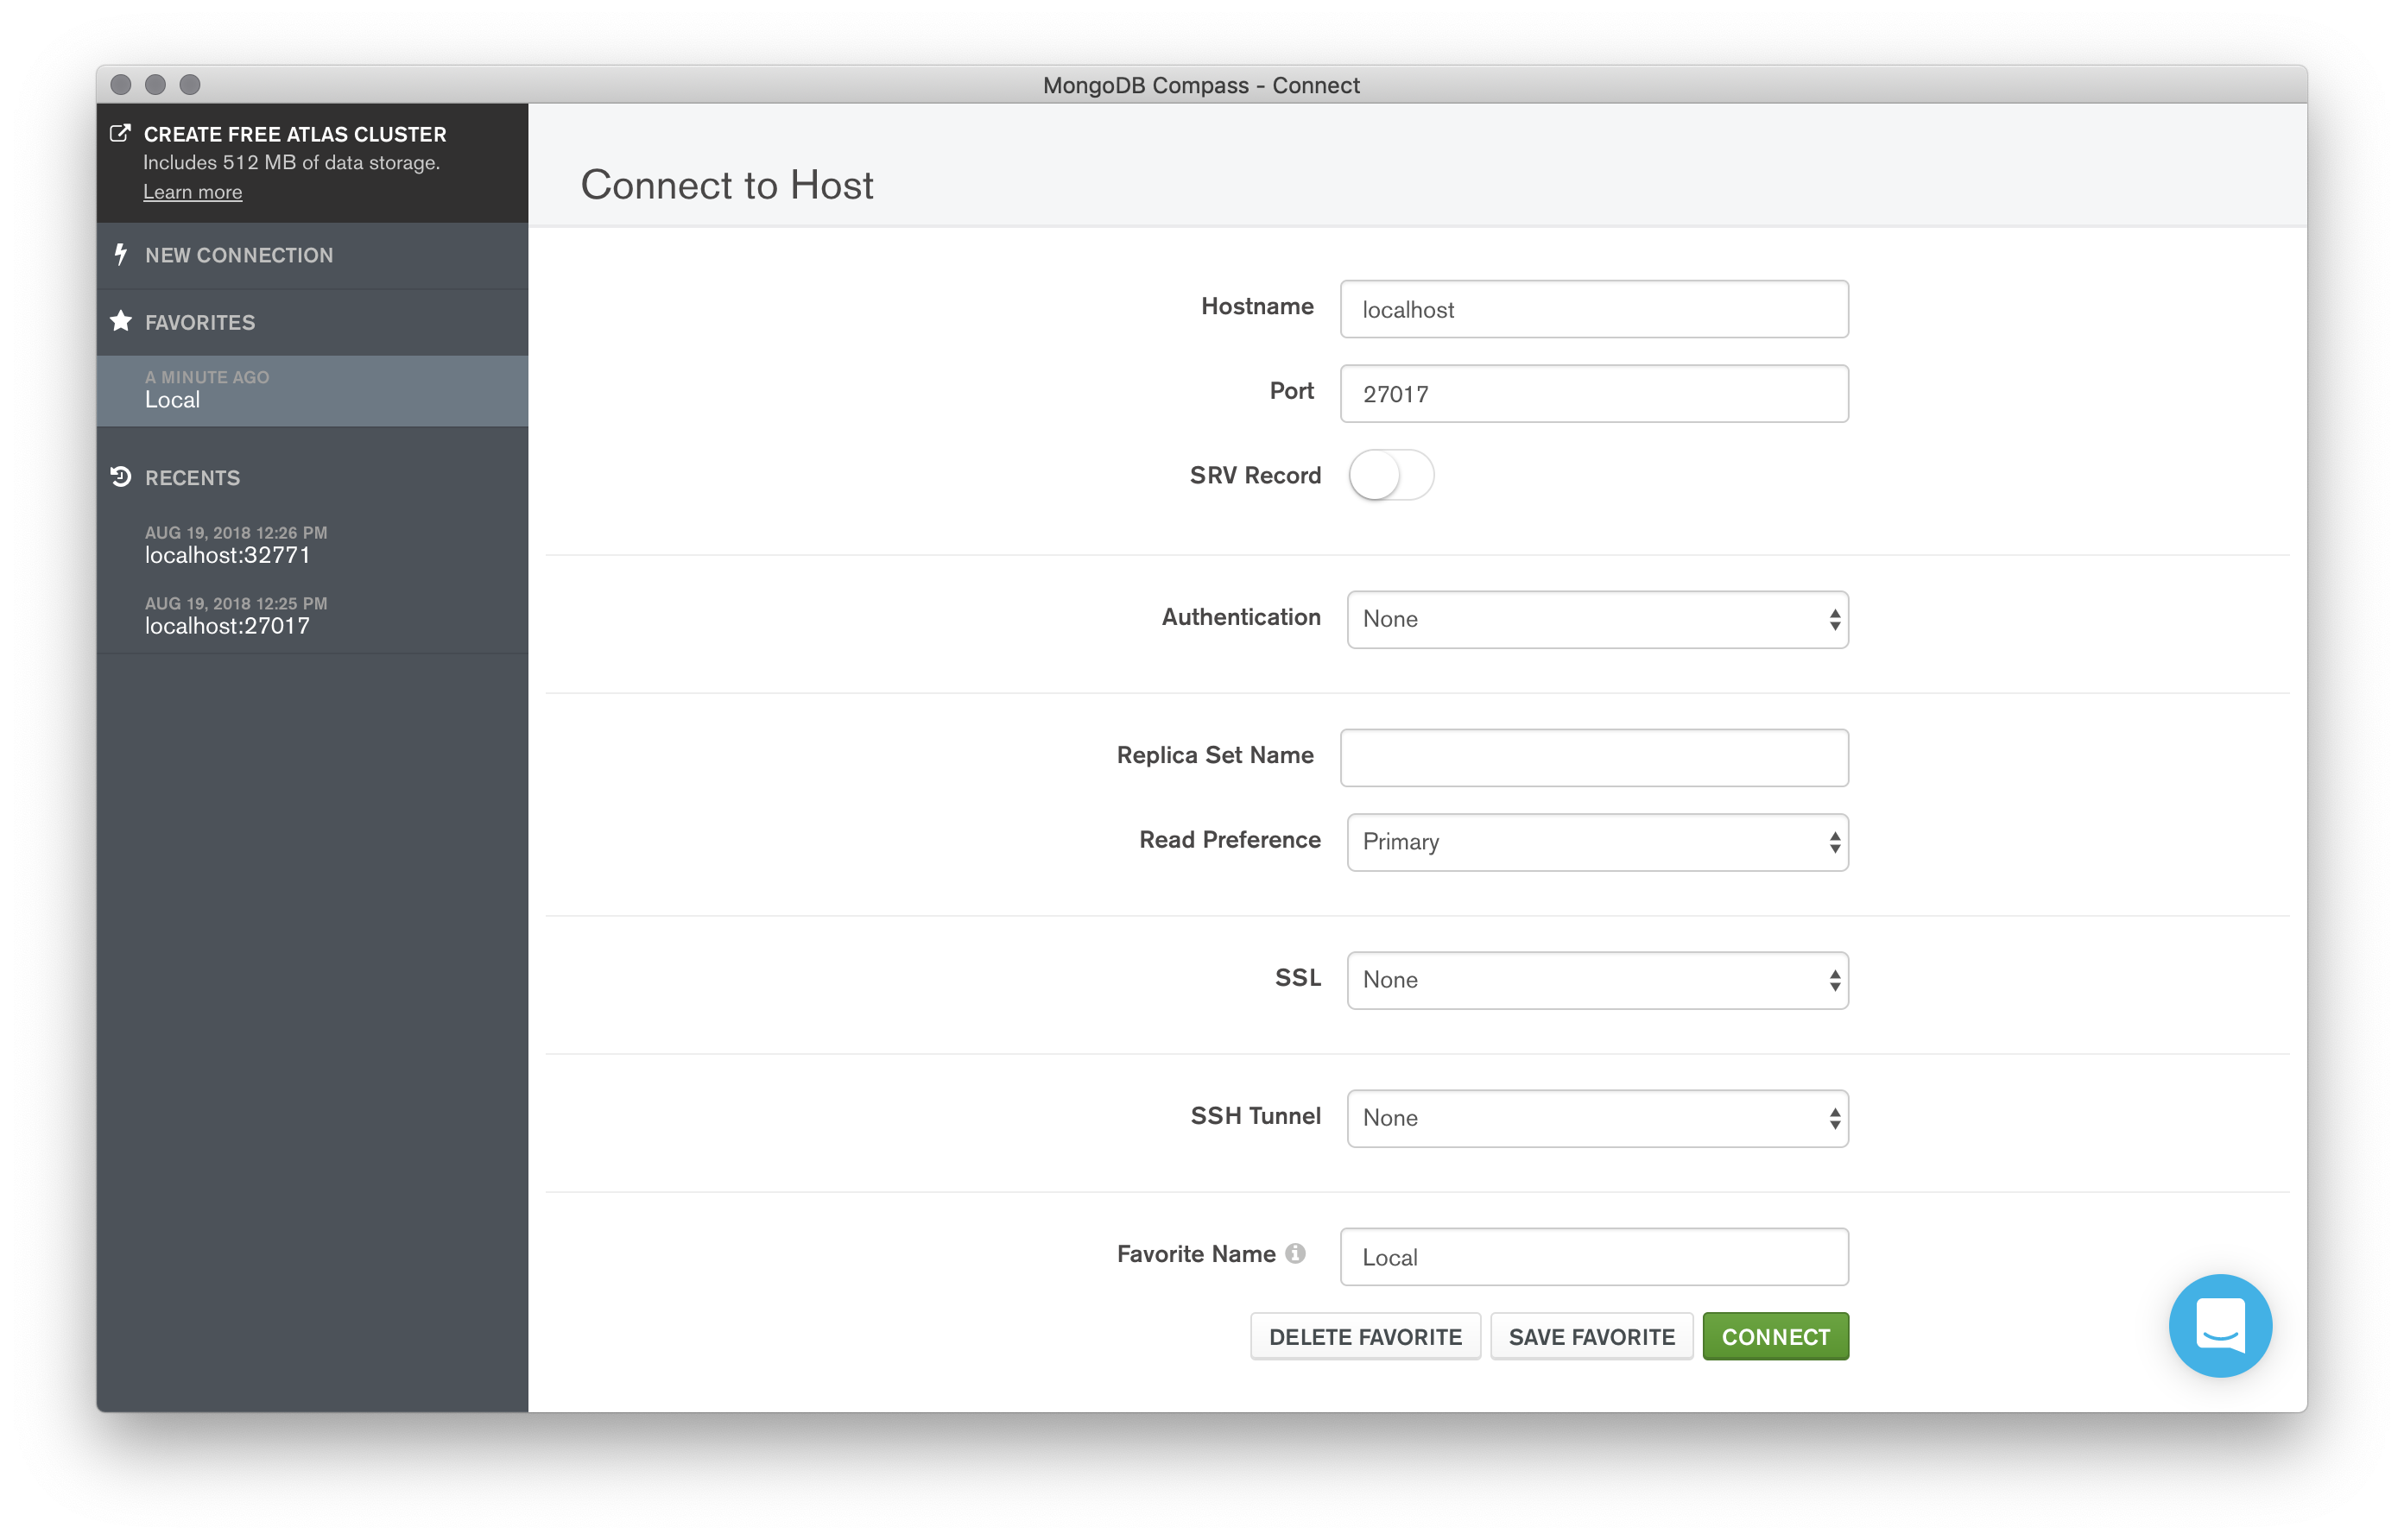 MongoDB Compass - Connect
CREATE FREE ATLAS CLUSTER
Includes 512 MB of data storage.
Learn more
NEW CONNECTION
FAVORITES
A MINUTE AGO
Local
RECENTS
AUG 19, 2018 12:26 PM
localhost:32771
AUG 19, 2018 12:25 PM
localhost:27017
Connect to Host
Hostname
localhost
Port
27017
SRV Record
Authentication
None
Replica Set Name
Read Preference
Primary
SSL
None
SSH Tunnel
None
Favorite Name
Local
DELETE FAVORITE
SAVE FAVORITE
CONNECT